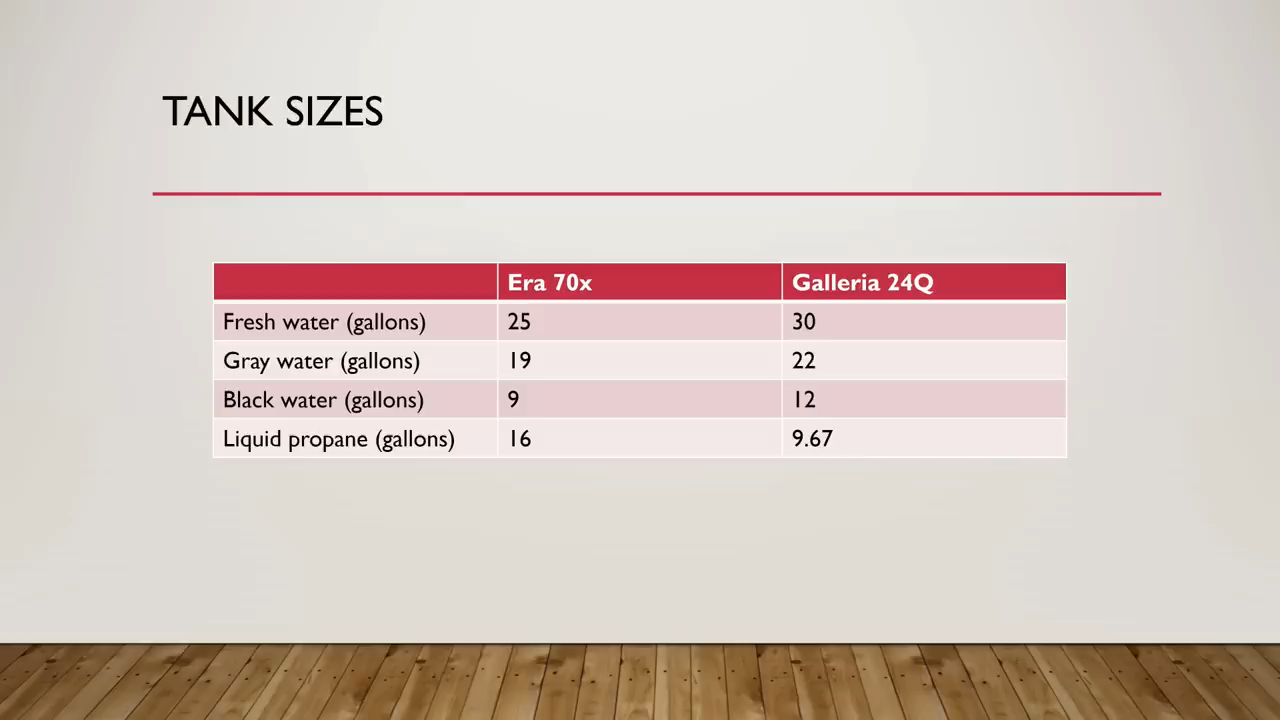 TANK SIZES
Era 70x Galleria 24Q
Fresh water (gallons) 25 30
Gray water (gallons) 19 22
Black water (gallons) 9 12
Liquid propane (gallons) 16 9.67